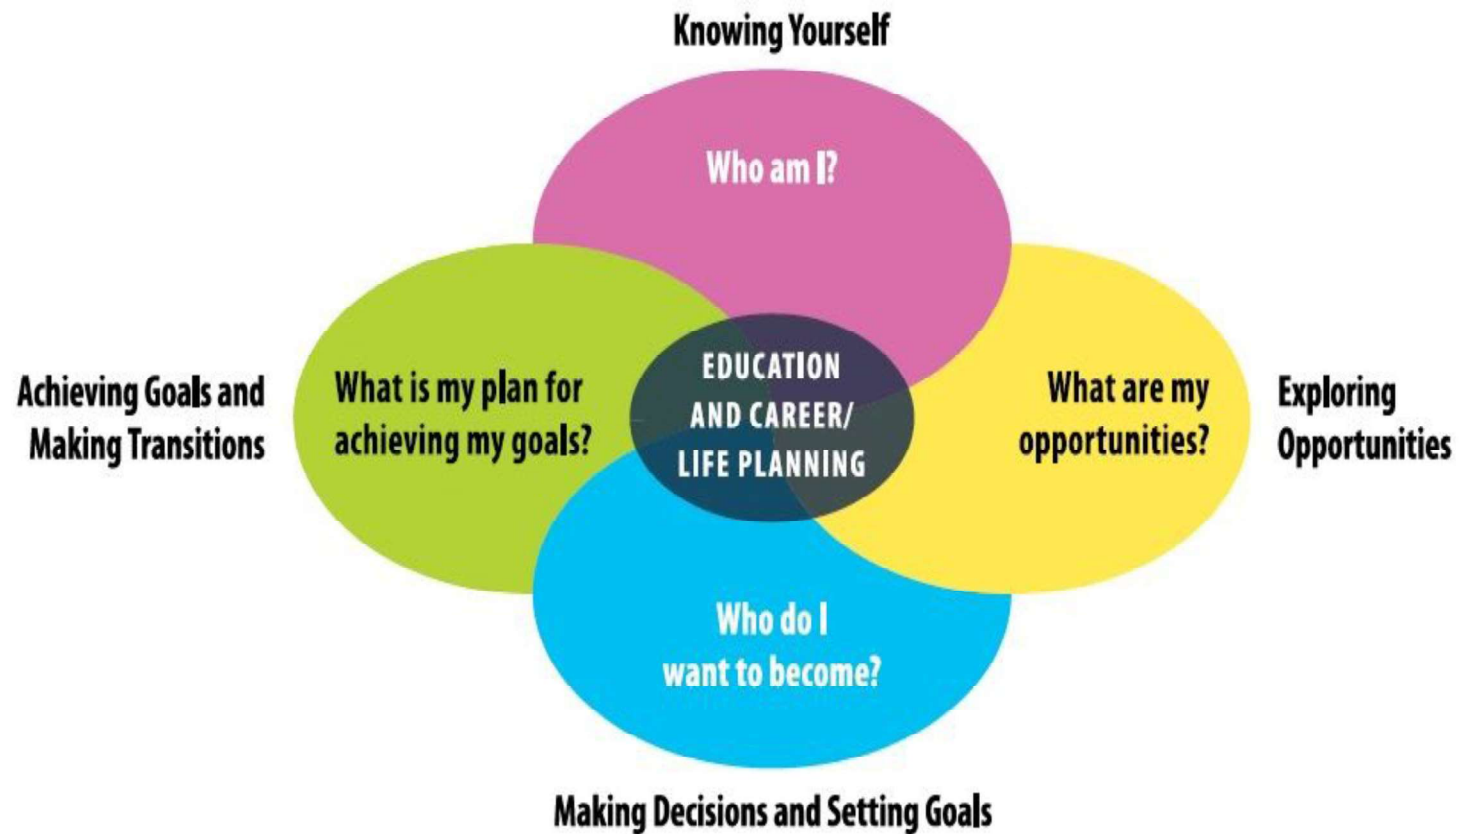 Knowing Yourself
Who am I?
Achieving Goals and
Making Transitions
What is my plan for
achieving my goals?
EDUCATION
AND CAREER/
LIFE PLANNING
What are my
opportunities?
Exploring
Opportunities
Who do I
want to become?
Making Decisions and Setting Goals